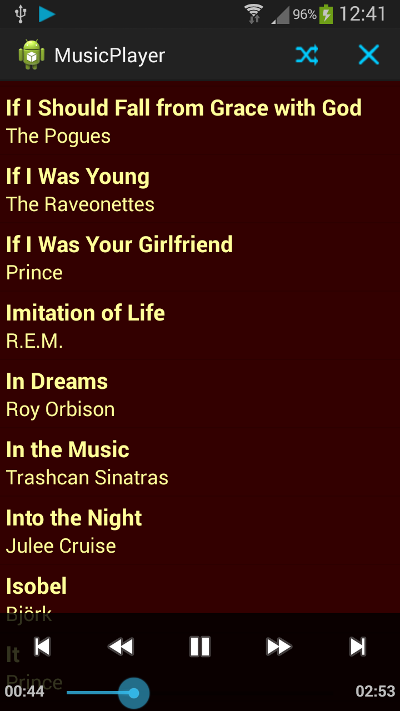 96% 12:41
MusicPlayer
If I Should Fall from Grace with God
The Pogues
If I Was Young
The Raveonettes
If I Was Your Girlfriend
Prince
Imitation of Life
R.E.M.
In Dreams
Roy Orbison
In the Music
Trashcan Sinatras
Into the Night
Julee Cruise
Isobel
Björk
It
Prince
00:44 02:53